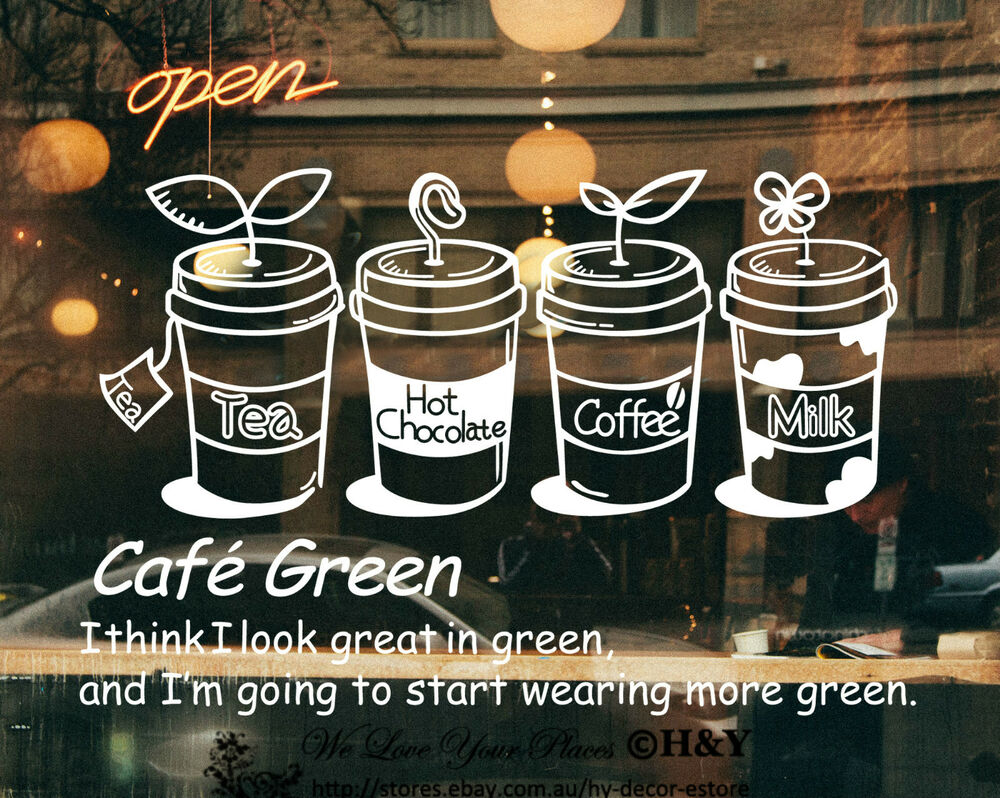 open
Tea
Tea
Hot
Chocolate
Coffee
Milk
Café Green
I think I look great in green,
and I'm going to start wearing more green.
We Love Your Places ©H&Y
http://stores.ebay.com.au/hy-decor-estore